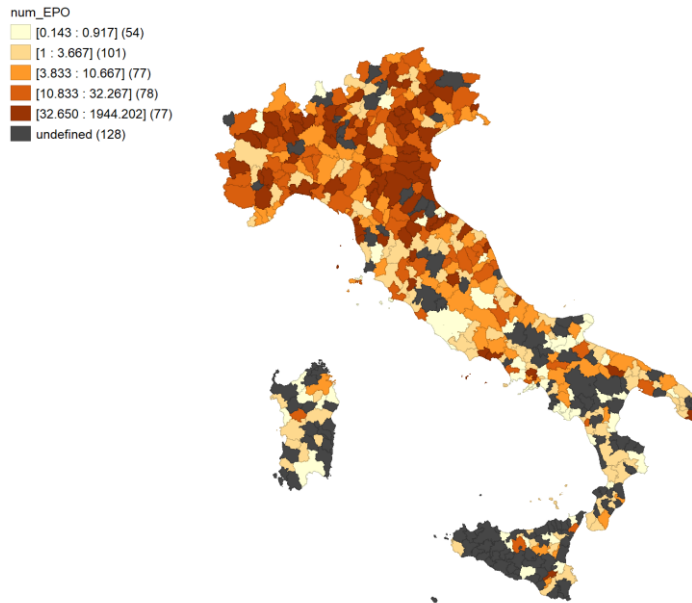 num_EPO
[0.143 : 0.917] (54)
[1 : 3.667] (101)
[3.833 : 10.667] (77)
[10.833 : 32.267] (78)
[32.650 : 1944.202] (77)
undefined (128)